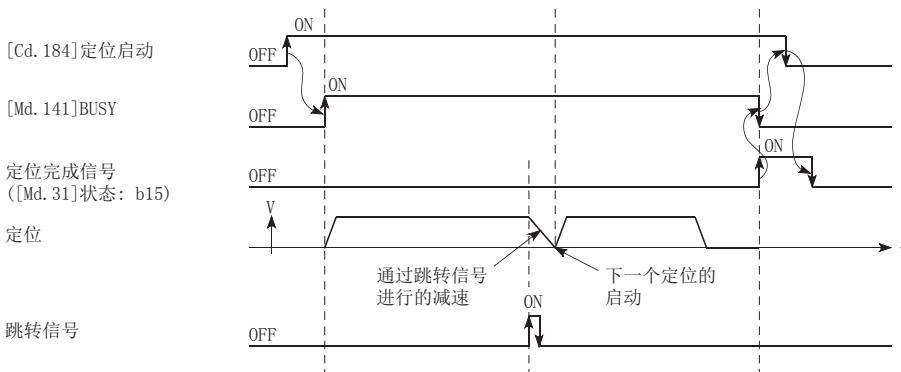 ON
[Cd.184]定位启动
OFF
ON
[Md.141]BUSY
OFF
ON
定位完成信号
([Md.31]状态: b15)
OFF
V
定位
通过跳转信号
进行的减速
下一个定位的
启动
ON
跳转信号
OFF